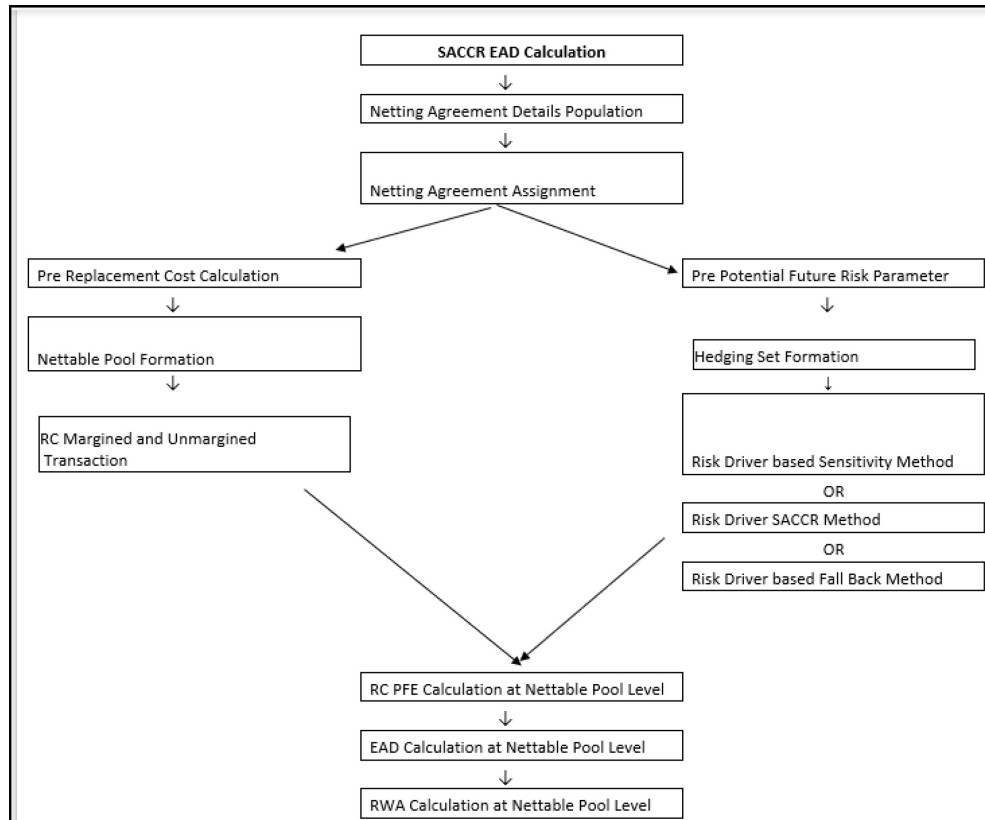 SACCR EAD Calculation
Netting Agreement Details Population
Netting Agreement Assignment
Pre Replacement Cost Calculation
Nettable Pool Formation
RC Margined and Unmargined
Transaction
Pre Potential Future Risk Parameter
Hedging Set Formation
Risk Driver based Sensitivity Method
OR
Risk Driver SACCR Method
OR
Risk Driver based Fall Back Method
RC PFE Calculation at Nettable Pool Level
EAD Calculation at Nettable Pool Level
RWA Calculation at Nettable Pool Level